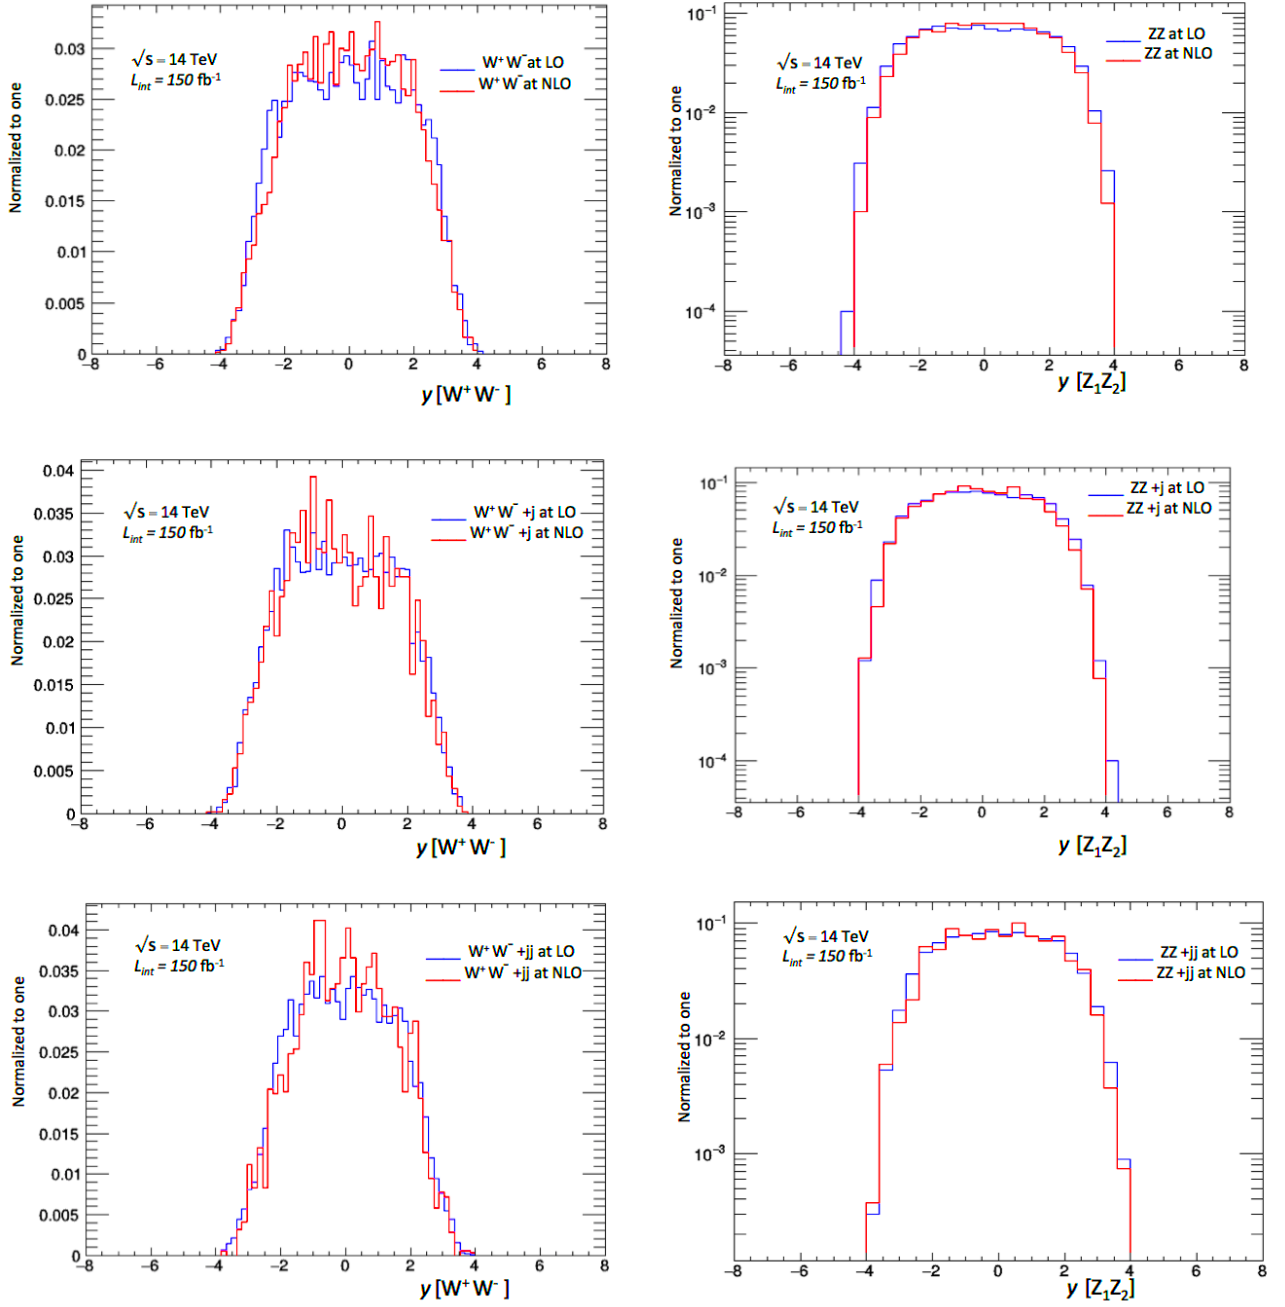 Normalized to one
0.03
0.025
0.02
0.015
0.01
0.005
0
√s = 14 TeV
L_int = 150 fb⁻¹
W⁺ W⁻ at LO
W⁺ W⁻ at NLO
−8 −6 −4 −2 0 2 4 6 8
y [W⁺ W⁻ ]
Normalized to one
10⁻¹
10⁻²
10⁻³
10⁻⁴
√s = 14 TeV
L_int = 150 fb⁻¹
ZZ at LO
ZZ at NLO
−8 −6 −4 −2 0 2 4 6 8
y [Z₁Z₂]
Normalized to one
0.04
0.035
0.03
0.025
0.02
0.015
0.01
0.005
0
√s = 14 TeV
L_int = 150 fb⁻¹
W⁺ W⁻ +j at LO
W⁺ W⁻ +j at NLO
−8 −6 −4 −2 0 2 4 6 8
y [W⁺ W⁻ ]
Normalized to one
10⁻¹
10⁻²
10⁻³
10⁻⁴
√s = 14 TeV
L_int = 150 fb⁻¹
ZZ +j at LO
ZZ +j at NLO
−8 −6 −4 −2 0 2 4 6 8
y [Z₁Z₂]
Normalized to one
0.04
0.035
0.03
0.025
0.02
0.015
0.01
0.005
0
√s = 14 TeV
L_int = 150 fb⁻¹
W⁺ W⁻ +jj at LO
W⁺ W⁻ +jj at NLO
−8 −6 −4 −2 0 2 4 6 8
y [W⁺ W⁻ ]
Normalized to one
10⁻¹
10⁻²
10⁻³
√s = 14 TeV
L_int = 150 fb⁻¹
ZZ +jj at LO
ZZ +jj at NLO
−8 −6 −4 −2 0 2 4 6 8
y [Z₁Z₂]